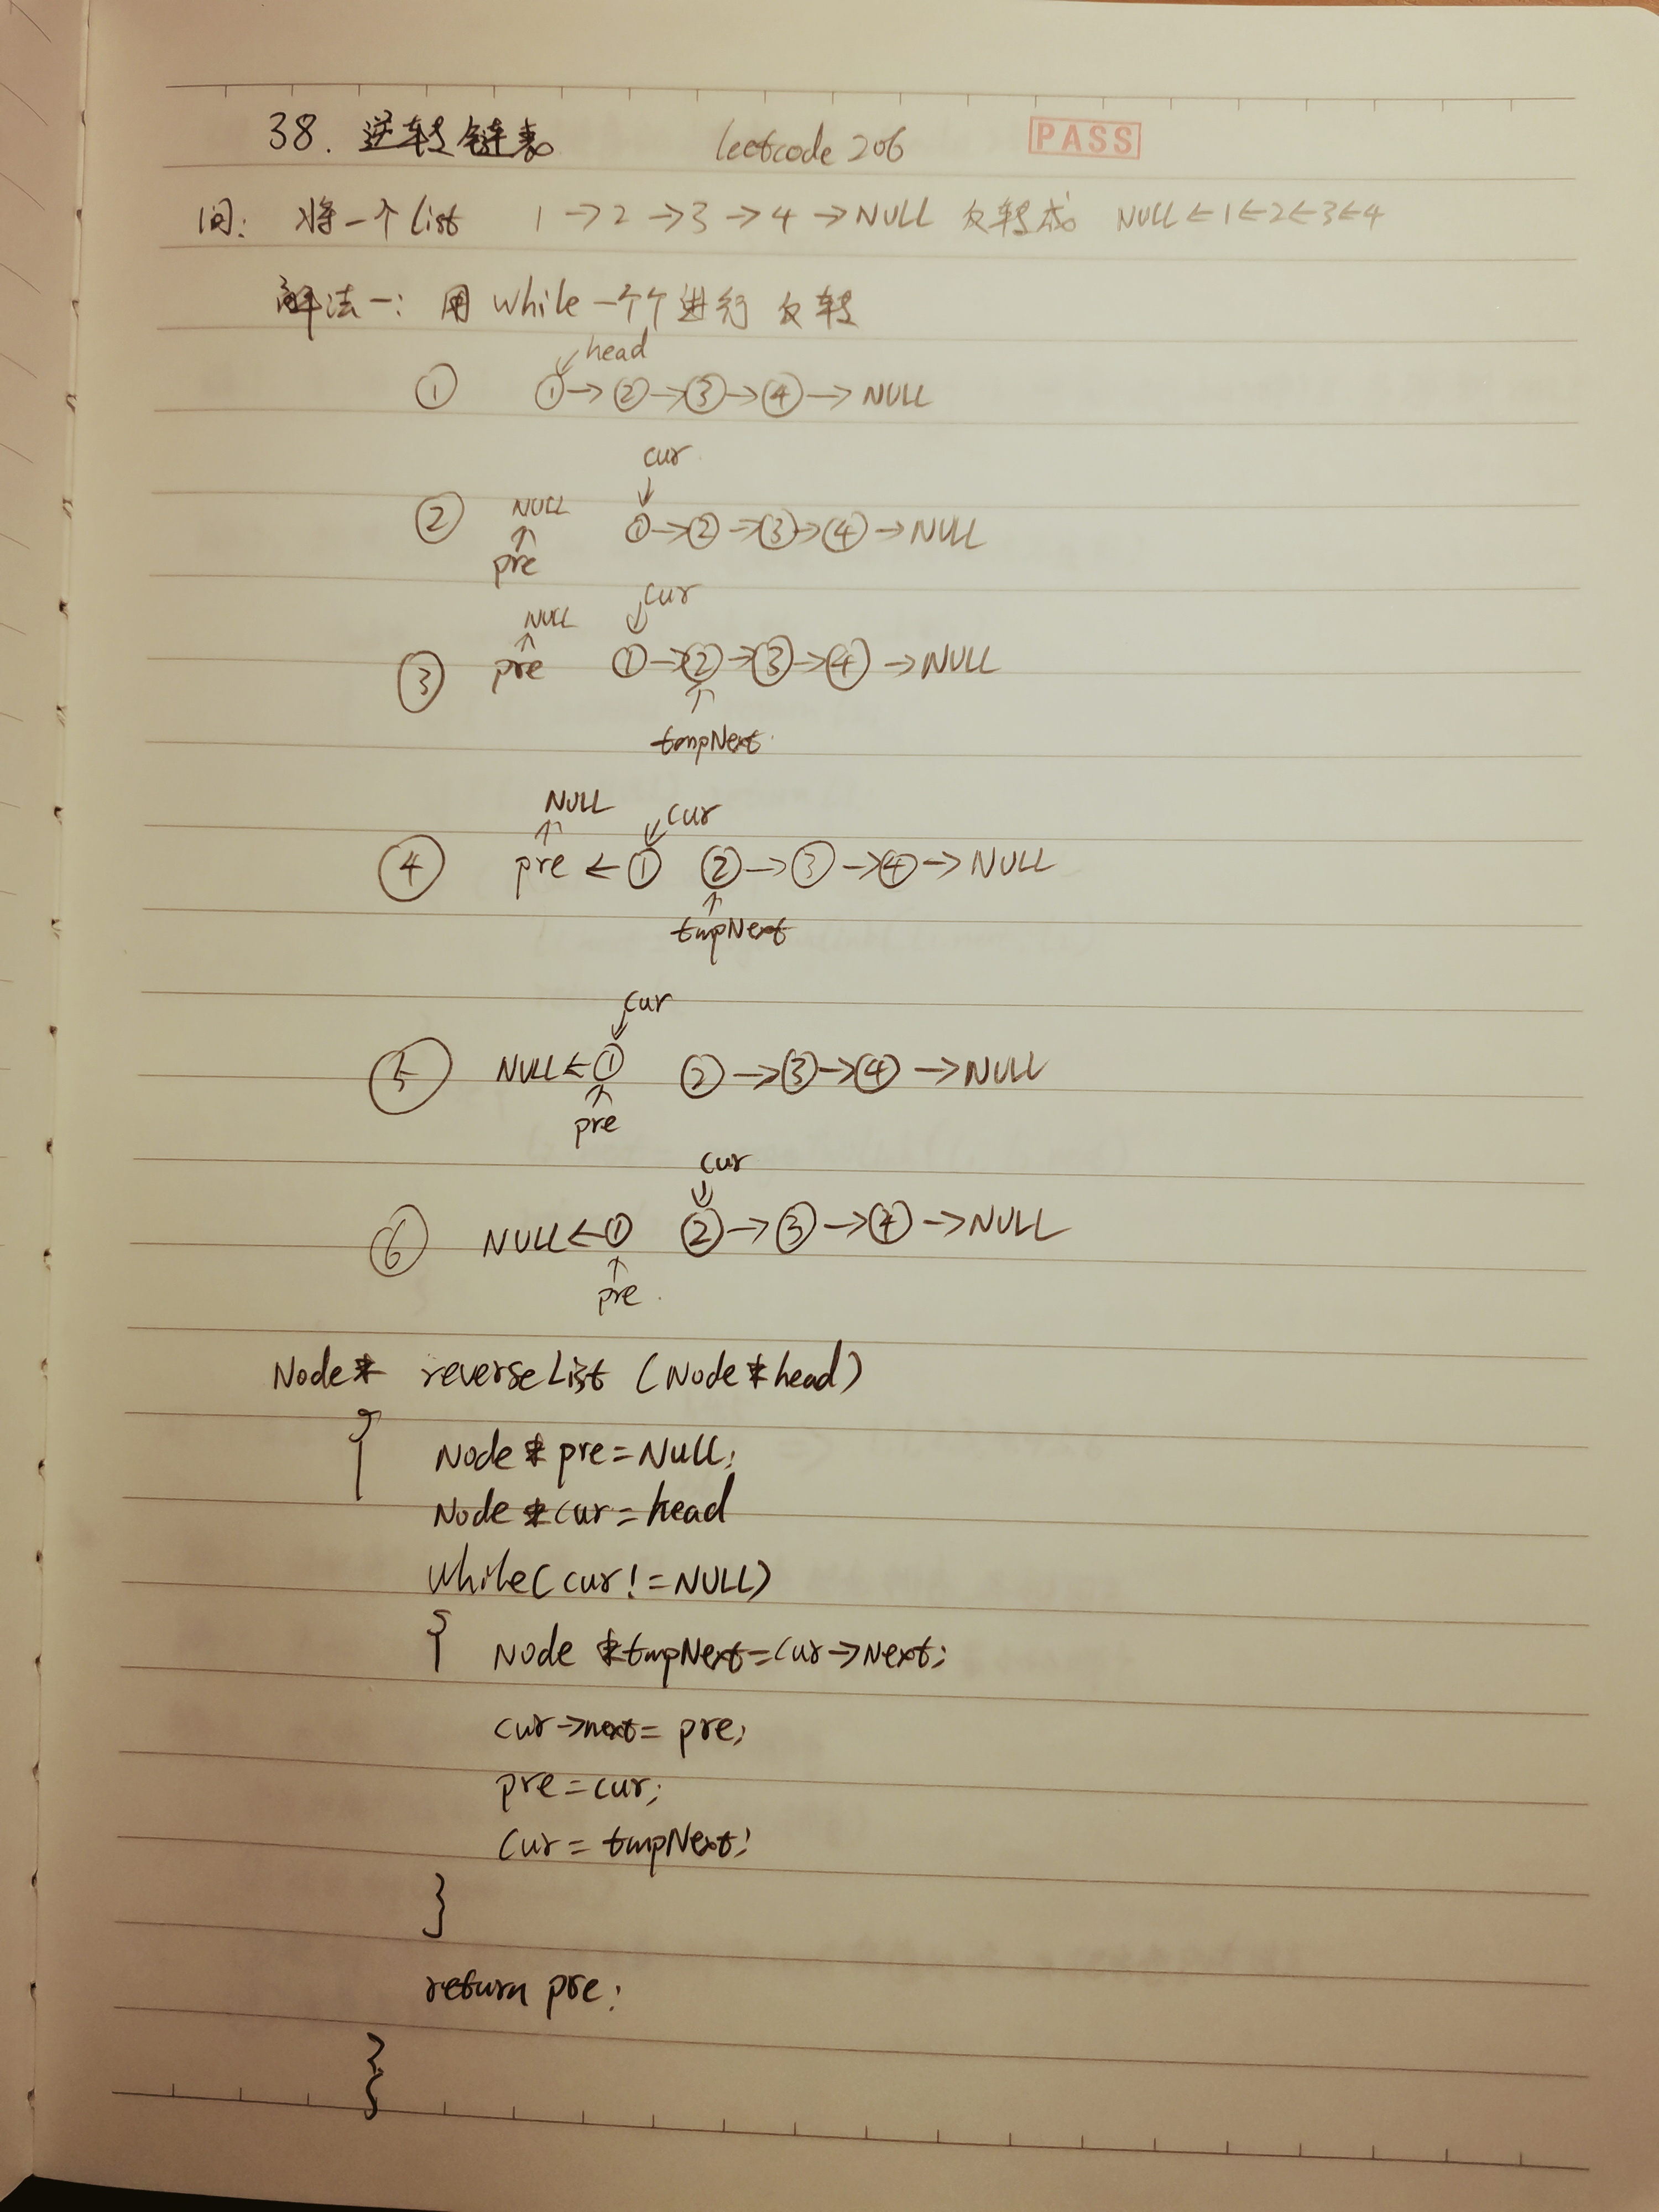 38. 逆转链表 leetcode 206 PASS
问: 将一个list 1→2→3→4→NULL 反转成 NULL←1←2←3←4
解法一: 用while一个个进行反转
head
① ①→②→③→④→NULL
cur
② NULL ①→②→③→④→NULL
pre
NULL cur
③ pre ①→②→③→④→NULL
tmpNext
NULL cur
④ pre←① ②→③→④→NULL
tmpNext
cur
⑤ NULL←① ②→③→④→NULL
pre
cur
⑥ NULL←① ②→③→④→NULL
pre
Node* reverseList (Node*head)
{ Node*pre=NULL;
Node*cur=head
while(cur!=NULL)
{ Node *tmpNext=cur→Next;
cur→next=pre;
pre=cur;
cur=tmpNext;
}
return pre;
}